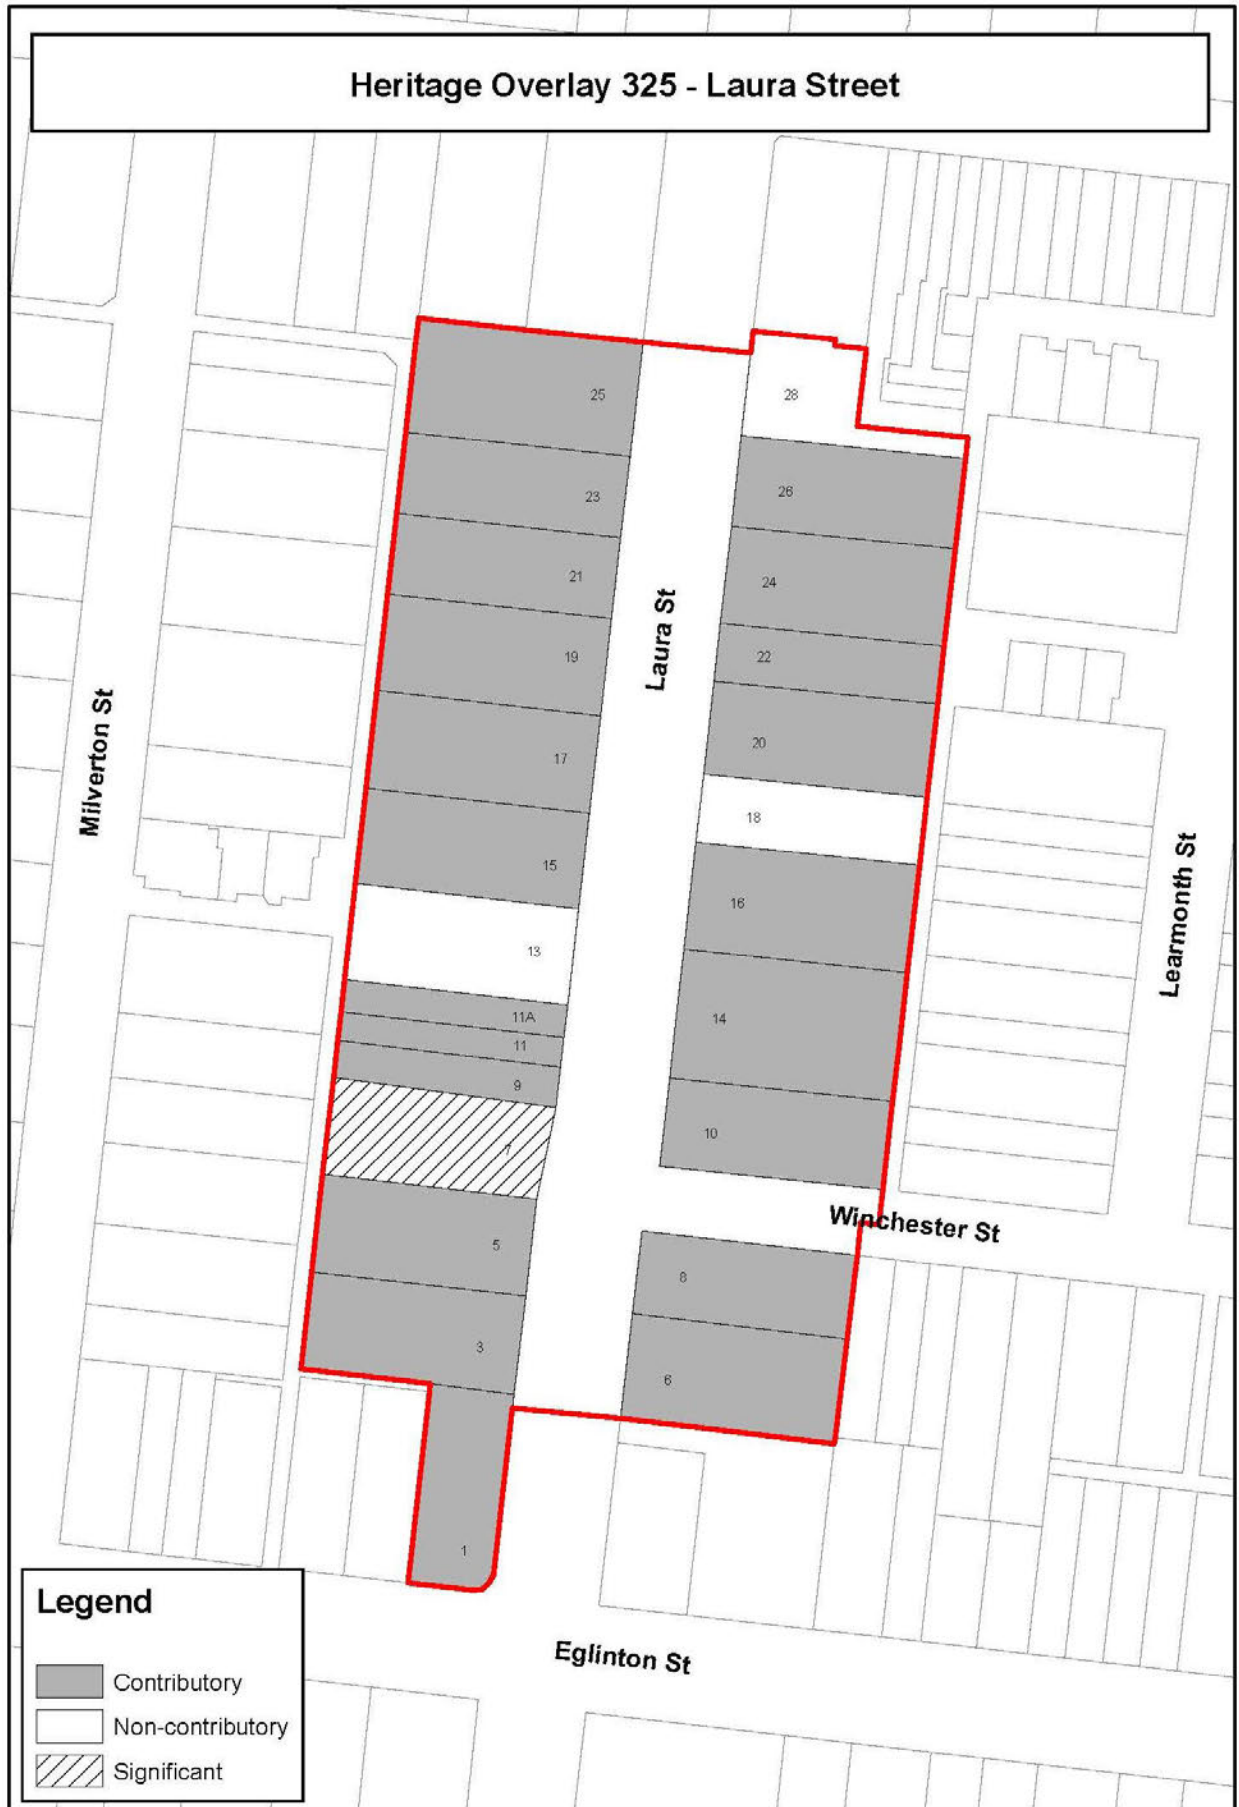 Heritage Overlay 325 - Laura Street
25
28
23
26
21
24
Laura St
19
22
Milverton St
17
20
18
15
16
Learmonth St
13
11A
14
11
9
10
7
Winchester St
5
8
3
6
1
Eglinton St
Legend
Contributory
Non-contributory
Significant